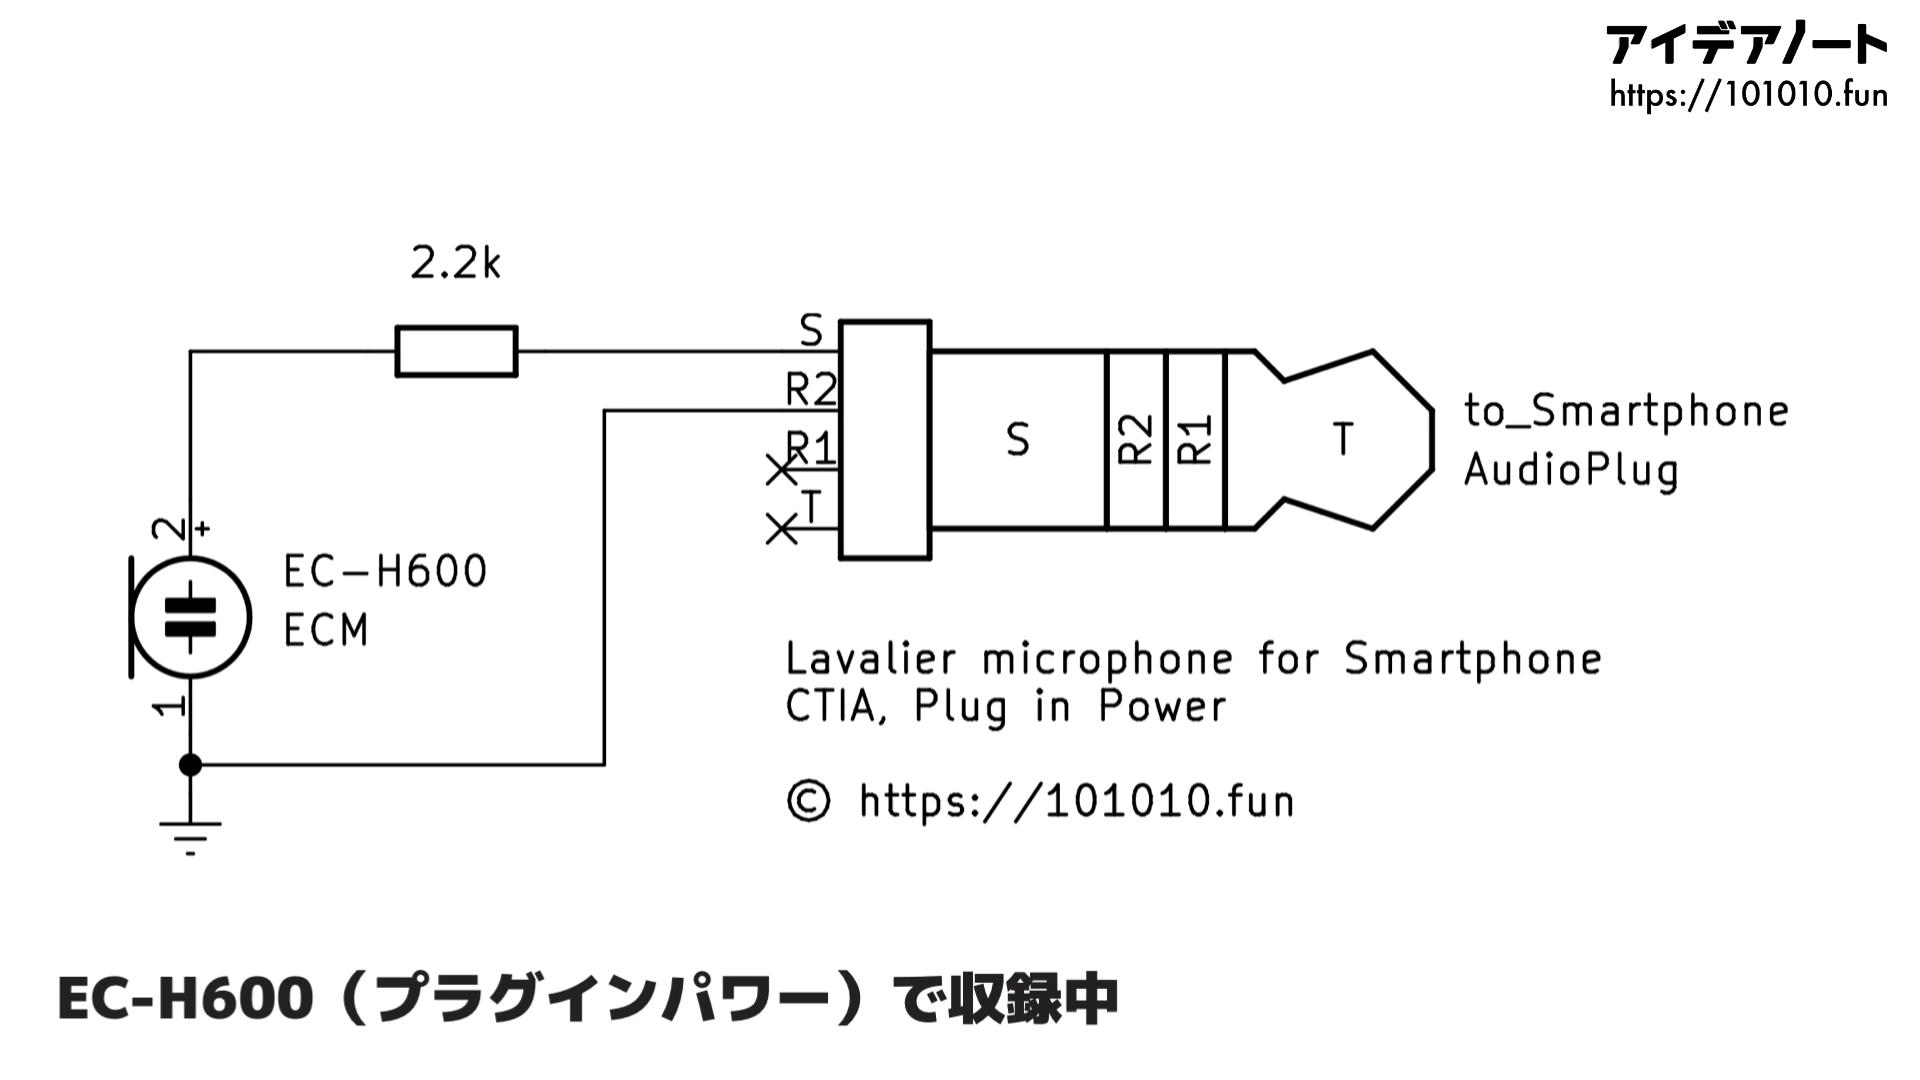 アイデアノート
https://101010.fun
2.2k
S
R2
R1
T
S
R2
R1
T
to_Smartphone
AudioPlug
2
+
EC-H600
ECM
1
Lavalier microphone for Smartphone
CTIA, Plug in Power
© https://101010.fun
EC-H600（プラグインパワー）で収録中